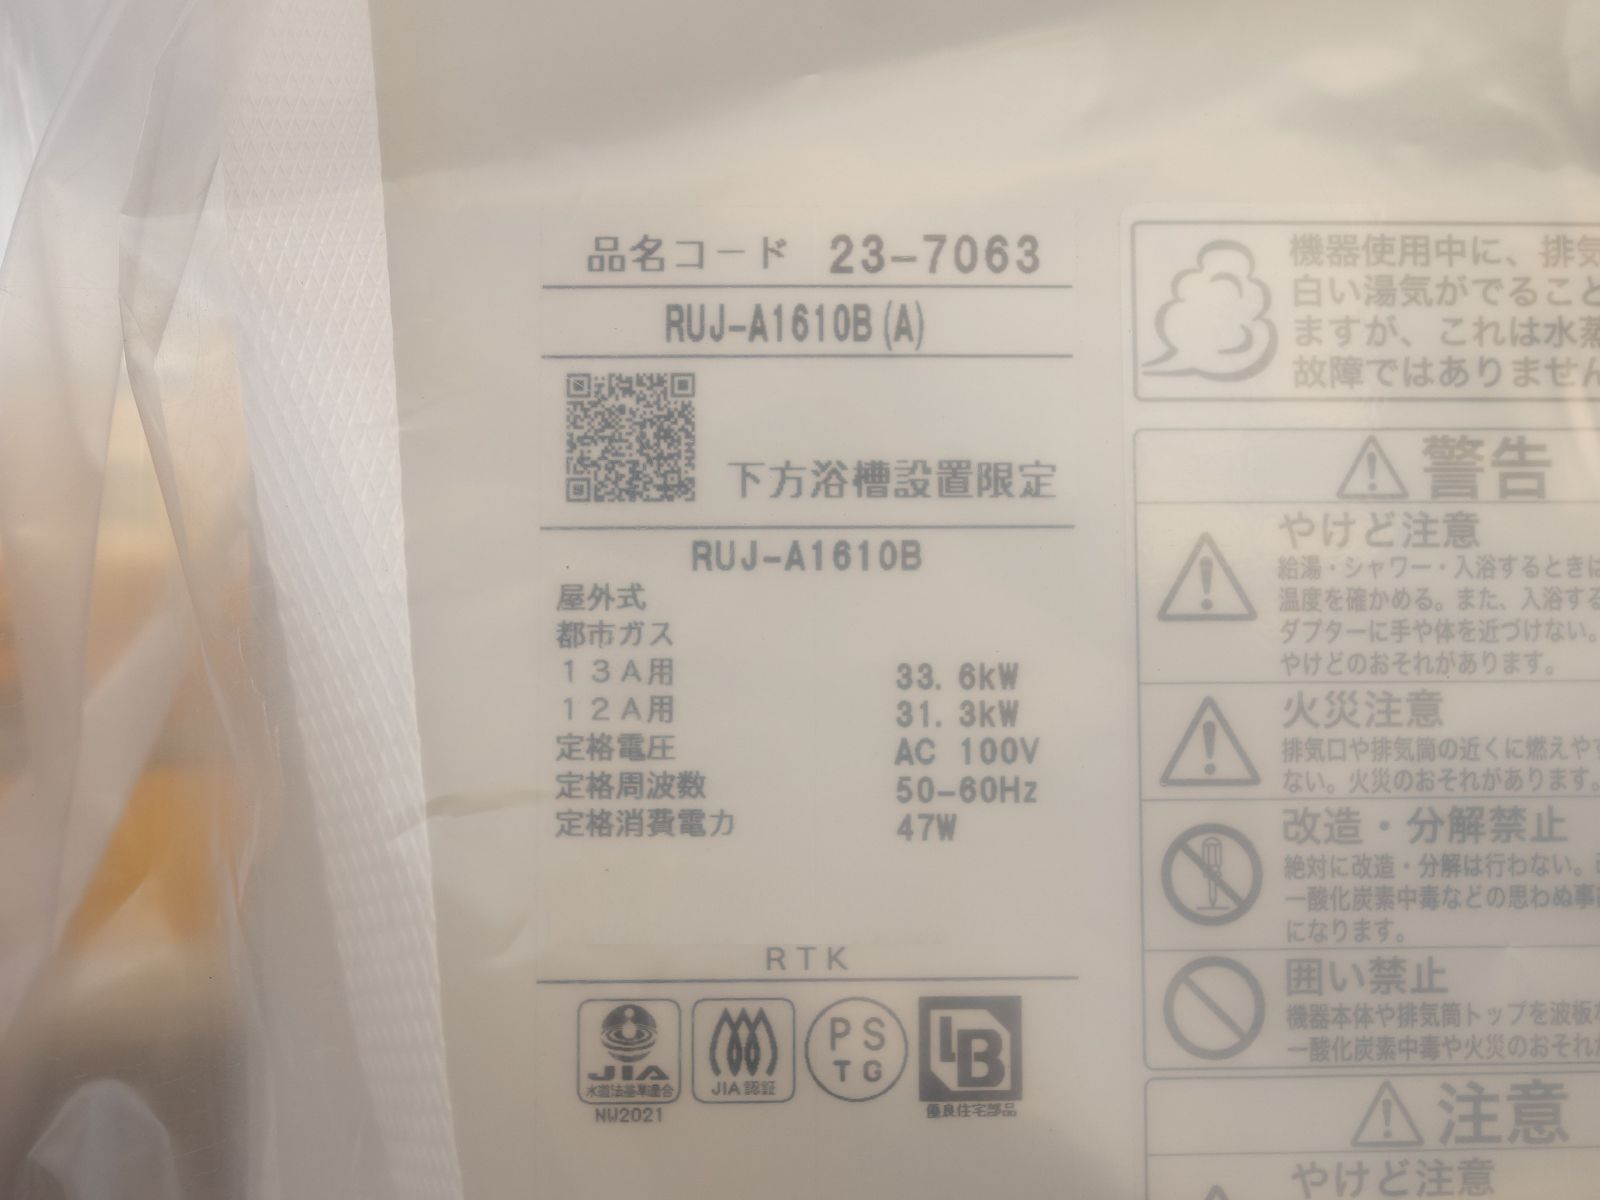 品名コード 23-7063
RUJ-A1610B(A)
下方浴槽設置限定
RUJ-A1610B
屋外式
都市ガス
13A用 33.6kW
12A用 31.3kW
定格電圧 AC 100V
定格周波数 50-60Hz
定格消費電力 47W
RTK
JIA
水道法基準適合
NW2021
JIA認証
PS
TG
BL
優良住宅部品
機器使用中に、排気
白い湯気がでること
ますが、これは水蒸
故障ではありません
警告
やけど注意
給湯・シャワー・入浴するときは
温度を確かめる。また、入浴する
ダプターに手や体を近づけない。
やけどのおそれがあります。
火災注意
排気口や排気筒の近くに燃えやす
ない。火災のおそれがあります。
改造・分解禁止
絶対に改造・分解は行わない。
一酸化炭素中毒などの思わぬ事故
になります。
囲い禁止
機器本体や排気筒トップを波板な
一酸化炭素中毒や火災のおそれが
注意
やけど注意